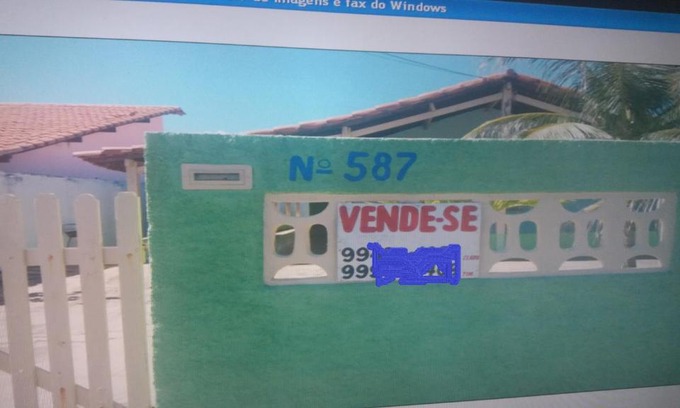 imagens e fax do Windows
Nº 587
VENDE-SE
99
99